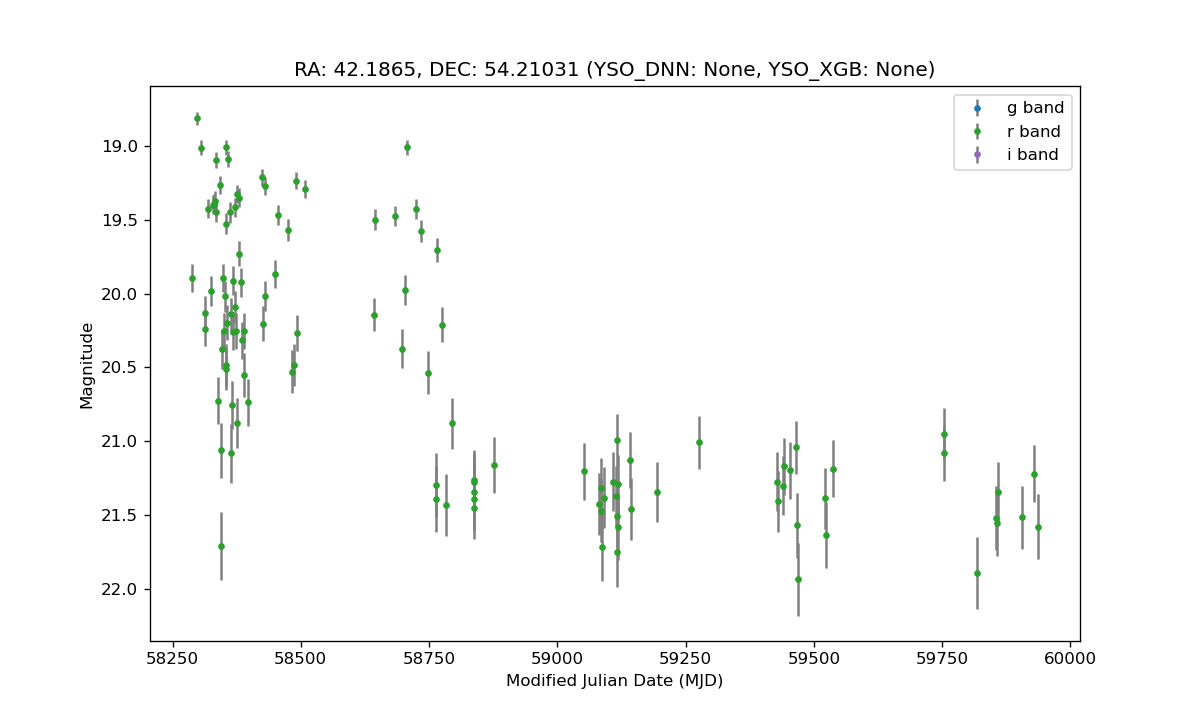 RA: 42.1865, DEC: 54.21031 (YSO_DNN: None, YSO_XGB: None)
g band
r band
i band
19.0
19.5
20.0
20.5
21.0
21.5
22.0
Magnitude
58250 58500 58750 59000 59250 59500 59750 60000
Modified Julian Date (MJD)